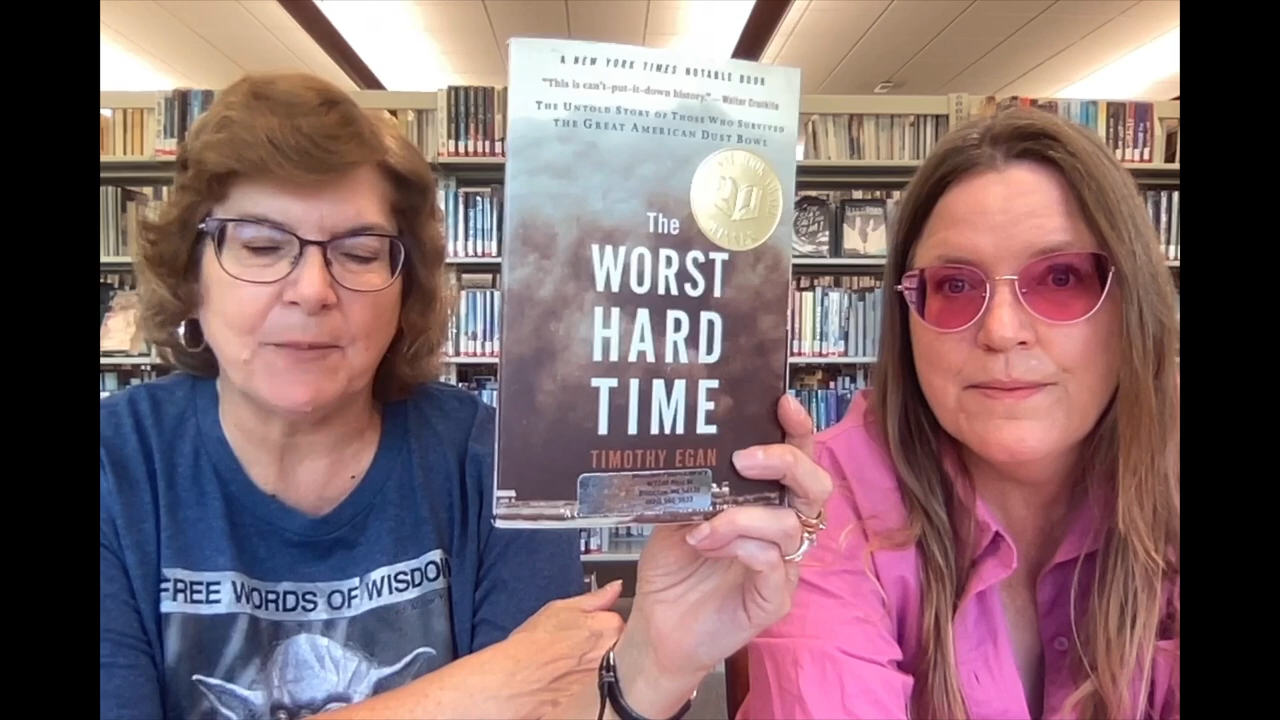 A NEW YORK TIMES NOTABLE BOOK
"This is can't-put-it-down history." —Walter Cronkite
THE UNTOLD STORY OF THOSE WHO SURVIVED
THE GREAT AMERICAN DUST BOWL
The
WORST
HARD
TIME
TIMOTHY EGAN
FREE WORDS OF WISDOM